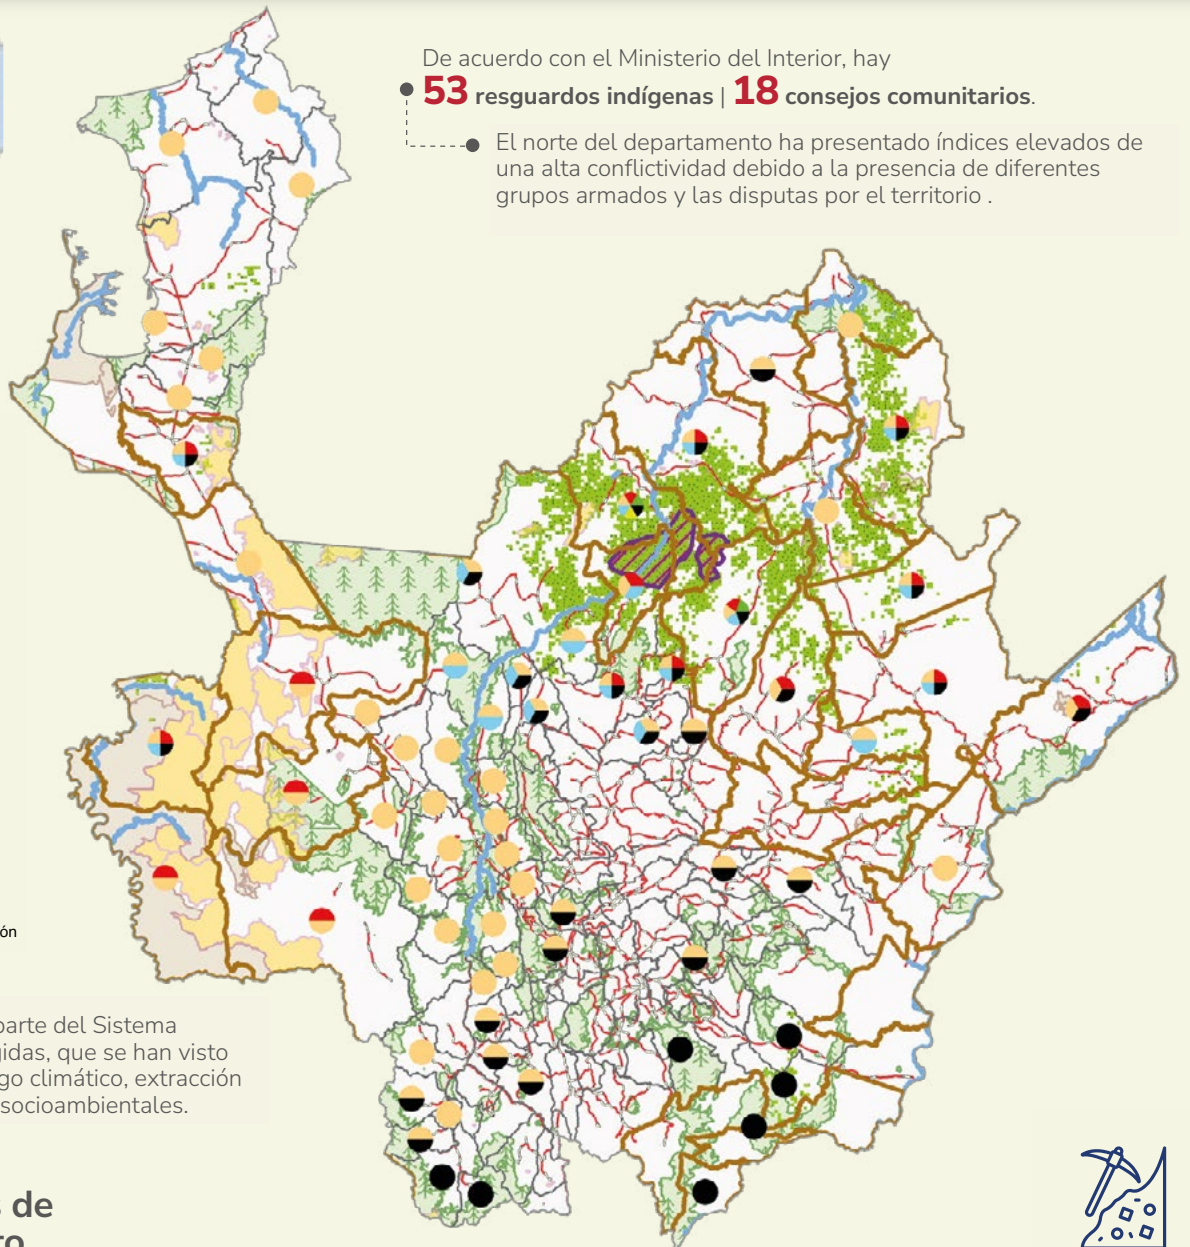 De acuerdo con el Ministerio del Interior, hay
53 resguardos indígenas | 18 consejos comunitarios.
El norte del departamento ha presentado índices elevados de
una alta conflictividad debido a la presencia de diferentes
grupos armados y las disputas por el territorio .
ón
parte del Sistema
gidas, que se han visto
go climático, extracción
socioambientales.
de